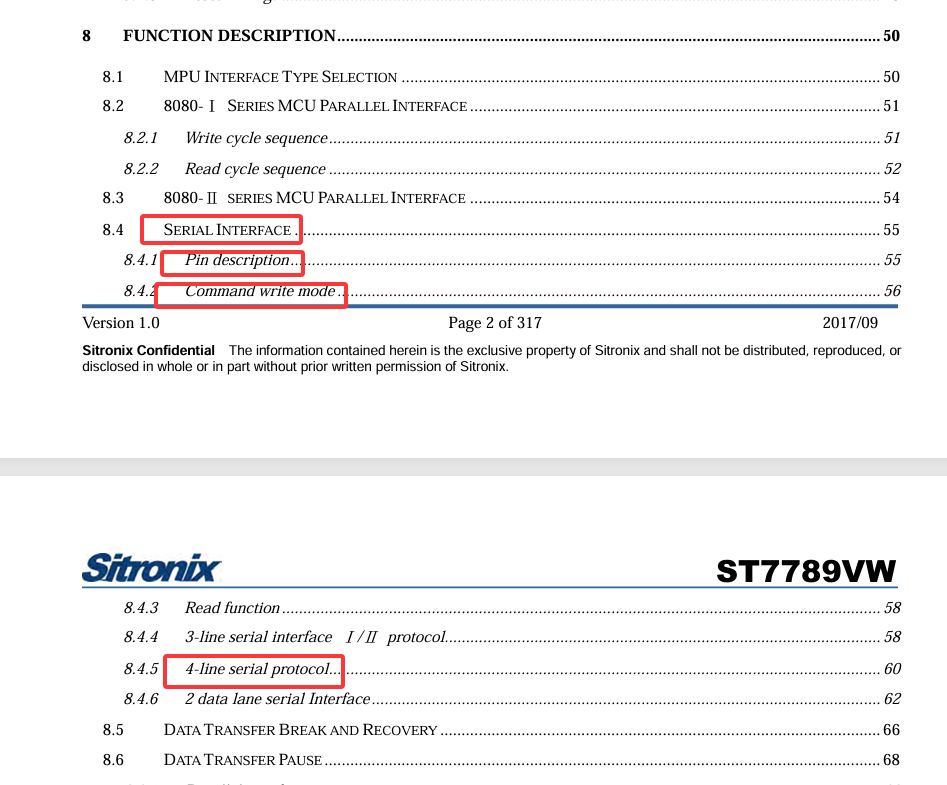 8 FUNCTION DESCRIPTION 50
8.1 MPU INTERFACE TYPE SELECTION 50
8.2 8080-Ⅰ SERIES MCU PARALLEL INTERFACE 51
8.2.1 Write cycle sequence 51
8.2.2 Read cycle sequence 52
8.3 8080-Ⅱ SERIES MCU PARALLEL INTERFACE 54
8.4 SERIAL INTERFACE 55
8.4.1 Pin description 55
8.4.2 Command write mode 56
Version 1.0 Page 2 of 317 2017/09
Sitronix Confidential The information contained herein is the exclusive property of Sitronix and shall not be distributed, reproduced, or
disclosed in whole or in part without prior written permission of Sitronix.
Sitronix ST7789VW
8.4.3 Read function 58
8.4.4 3-line serial interface Ⅰ/Ⅱ protocol 58
8.4.5 4-line serial protocol 60
8.4.6 2 data lane serial Interface 62
8.5 DATA TRANSFER BREAK AND RECOVERY 66
8.6 DATA TRANSFER PAUSE 68